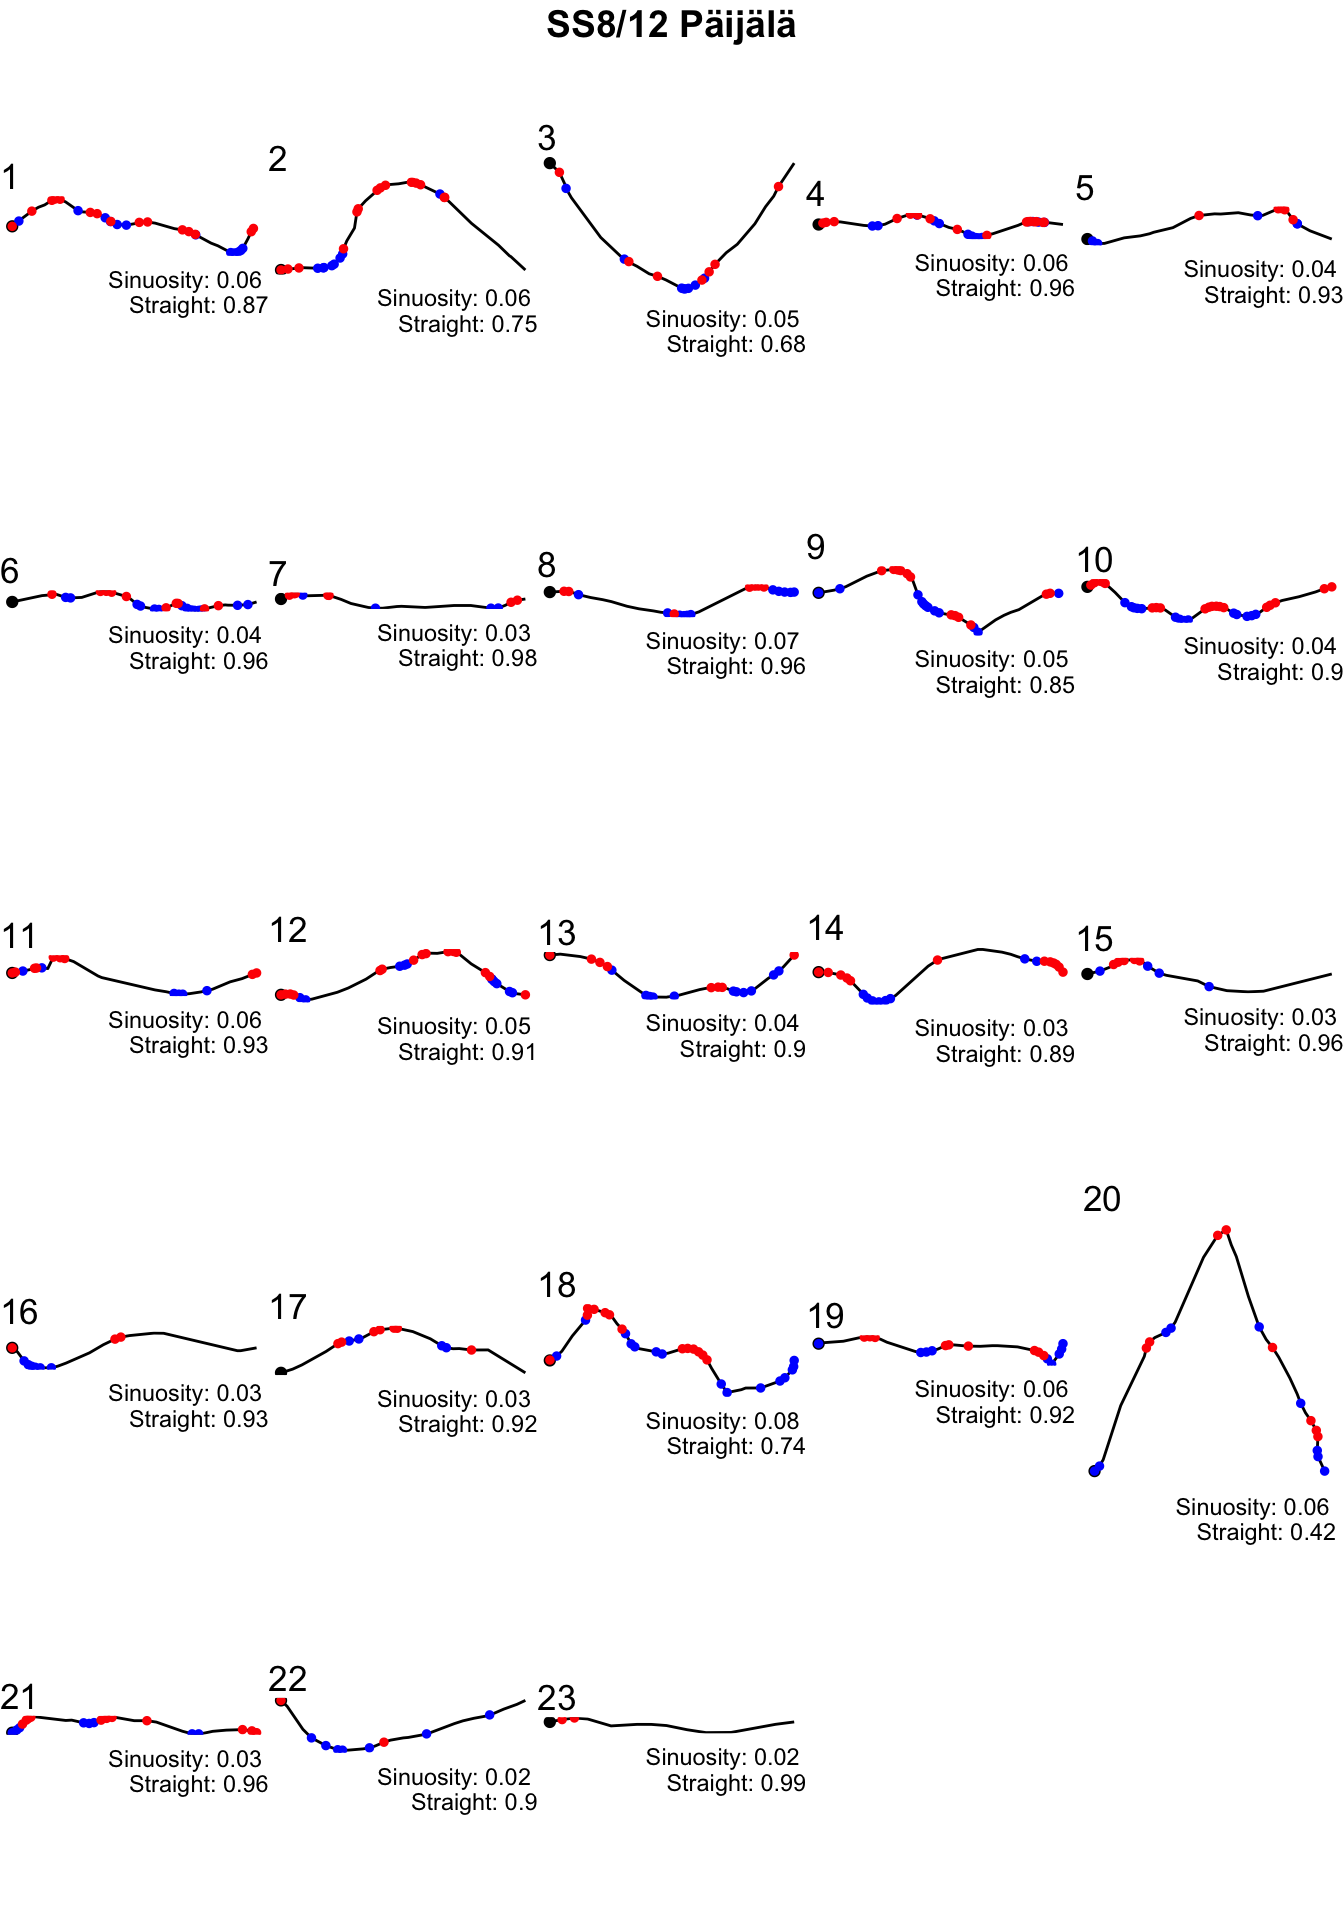 SS8/12 Päijälä
1
Sinuosity: 0.06
Straight: 0.87
2
Sinuosity: 0.06
Straight: 0.75
3
Sinuosity: 0.05
Straight: 0.68
4
Sinuosity: 0.06
Straight: 0.96
5
Sinuosity: 0.04
Straight: 0.93
6
Sinuosity: 0.04
Straight: 0.96
7
Sinuosity: 0.03
Straight: 0.98
8
Sinuosity: 0.07
Straight: 0.96
9
Sinuosity: 0.05
Straight: 0.85
10
Sinuosity: 0.04
Straight: 0.9
11
Sinuosity: 0.06
Straight: 0.93
12
Sinuosity: 0.05
Straight: 0.91
13
Sinuosity: 0.04
Straight: 0.9
14
Sinuosity: 0.03
Straight: 0.89
15
Sinuosity: 0.03
Straight: 0.96
16
Sinuosity: 0.03
Straight: 0.93
17
Sinuosity: 0.03
Straight: 0.92
18
Sinuosity: 0.08
Straight: 0.74
19
Sinuosity: 0.06
Straight: 0.92
20
Sinuosity: 0.06
Straight: 0.42
21
Sinuosity: 0.03
Straight: 0.96
22
Sinuosity: 0.02
Straight: 0.9
23
Sinuosity: 0.02
Straight: 0.99